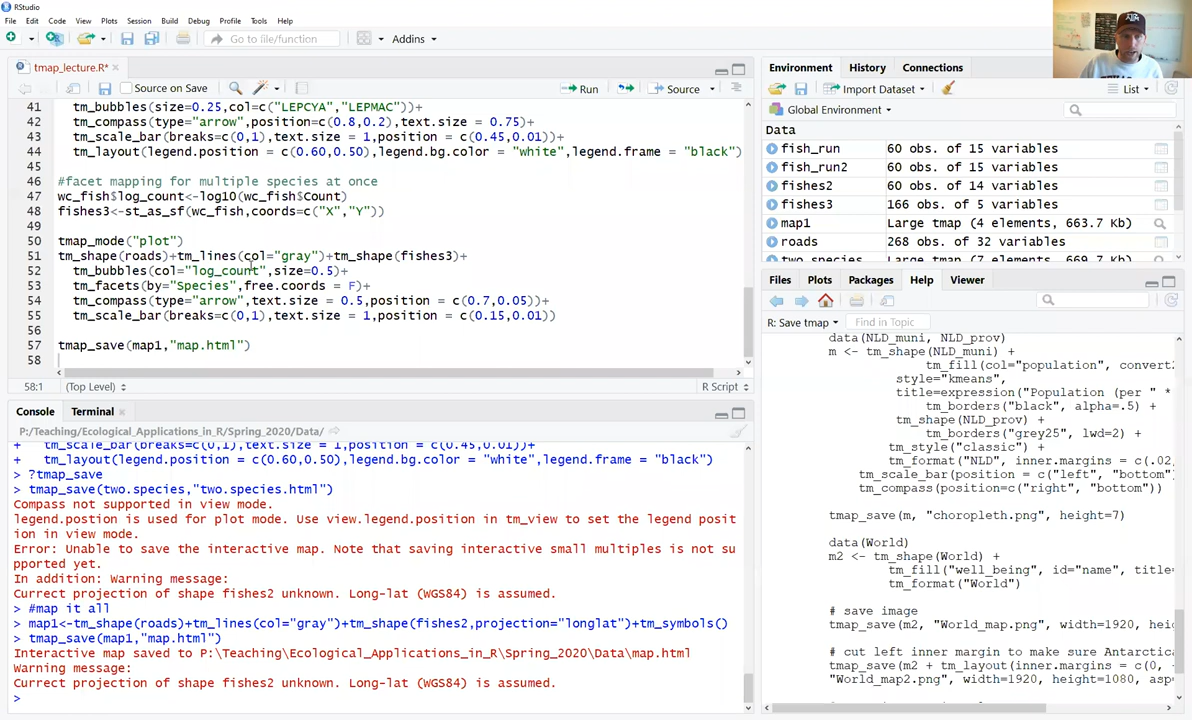 RStudio
File Edit Code View Plots Session Build Debug Profile Tools Help
Go to file/function
Addins
tmap_lecture.R*
Source on Save
Run
Source
41 tm_bubbles(size=0.25,col=c("LEPCYA","LEPMAC"))+
42 tm_compass(type="arrow",position=c(0.8,0.2),text.size = 0.75)+
43 tm_scale_bar(breaks=c(0,1),text.size = 1,position = c(0.45,0.01))+
44 tm_layout(legend.position = c(0.60,0.50),legend.bg.color = "white",legend.frame = "black")
45
46 #facet mapping for multiple species at once
47 wc_fish$log_count<-log10(wc_fish$Count)
48 fishes3<-st_as_sf(wc_fish,coords=c("X","Y"))
49
50 tmap_mode("plot")
51 tm_shape(roads)+tm_lines(col="gray")+tm_shape(fishes3)+
52 tm_bubbles(col="log_count",size=0.5)+
53 tm_facets(by="Species",free.coords = F)+
54 tm_compass(type="arrow",text.size = 0.5,position = c(0.7,0.05))+
55 tm_scale_bar(breaks=c(0,1),text.size = 1,position = c(0.15,0.01))
56
57 tmap_save(map1,"map.html")
58
58:1 (Top Level) R Script
Console Terminal
P:/Teaching/Ecological_Applications_in_R/Spring_2020/Data/
+ tm_scale_bar(breaks=c(0,1),text.size = 1,position = c(0.45,0.01))+
+ tm_layout(legend.position = c(0.60,0.50),legend.bg.color = "white",legend.frame = "black")
> ?tmap_save
> tmap_save(two.species,"two.species.html")
Compass not supported in view mode.
legend.postion is used for plot mode. Use view.legend.position in tm_view to set the legend posit
ion in view mode.
Error: Unable to save the interactive map. Note that saving interactive small multiples is not su
pported yet.
In addition: Warning message:
Currect projection of shape fishes2 unknown. Long-lat (WGS84) is assumed.
> #map it all
> map1<-tm_shape(roads)+tm_lines(col="gray")+tm_shape(fishes2,projection="longlat")+tm_symbols()
> tmap_save(map1,"map.html")
Interactive map saved to P:\Teaching\Ecological_Applications_in_R\Spring_2020\Data\map.html
Warning message:
Currect projection of shape fishes2 unknown. Long-lat (WGS84) is assumed.
>
Environment History Connections
Import Dataset
List
Global Environment
Data
fish_run 60 obs. of 15 variables
fish_run2 60 obs. of 15 variables
fishes2 60 obs. of 14 variables
fishes3 166 obs. of 5 variables
map1 Large tmap (4 elements, 663.7 Kb)
roads 268 obs. of 32 variables
two.species Large tmap (7 elements, 669.7 Kb)
Files Plots Packages Help Viewer
R: Save tmap
Find in Topic
data(NLD_muni, NLD_prov)
m <- tm_shape(NLD_muni) +
tm_fill(col="population", convert2
style="kmeans",
title=expression("Population (per " *
tm_borders("black", alpha=.5) +
tm_shape(NLD_prov) +
tm_borders("grey25", lwd=2) +
tm_style("classic") +
tm_format("NLD", inner.margins = c(.02,
tm_scale_bar(position = c("left", "bottom")
tm_compass(position=c("right", "bottom"))
tmap_save(m, "choropleth.png", height=7)
data(World)
m2 <- tm_shape(World) +
tm_fill("well_being", id="name", title=
tm_format("World")
# save image
tmap_save(m2, "World_map.png", width=1920, heig
# cut left inner margin to make sure Antarctica
tmap_save(m2 + tm_layout(inner.margins = c(0, -
"World_map2.png", width=1920, height=1080, asp